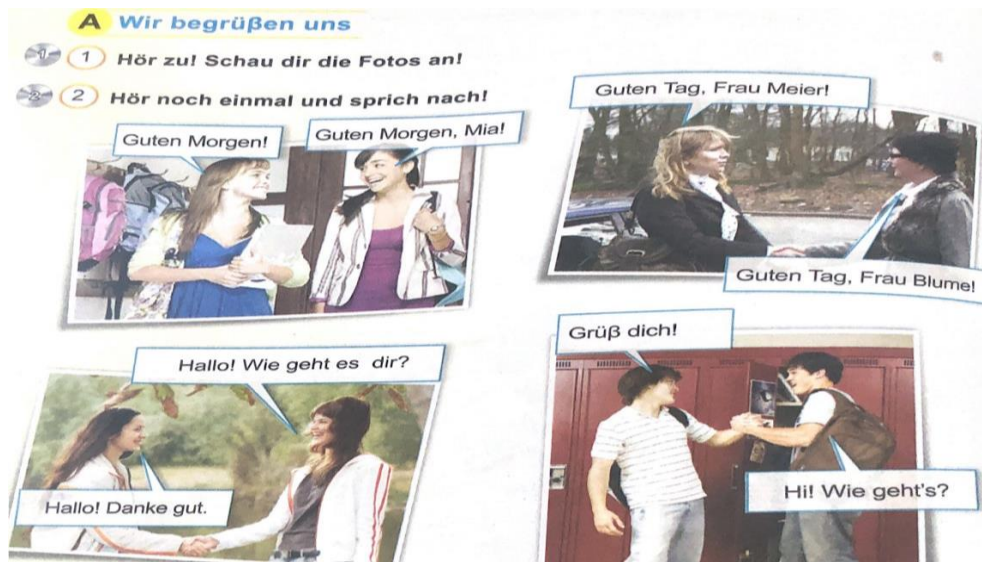 A Wir begrüßen uns
1 1 Hör zu! Schau dir die Fotos an!
2 2 Hör noch einmal und sprich nach!
Guten Morgen!
Guten Morgen, Mia!
Guten Tag, Frau Meier!
Guten Tag, Frau Blume!
Hallo! Wie geht es dir?
Hallo! Danke gut.
Grüß dich!
Hi! Wie geht's?